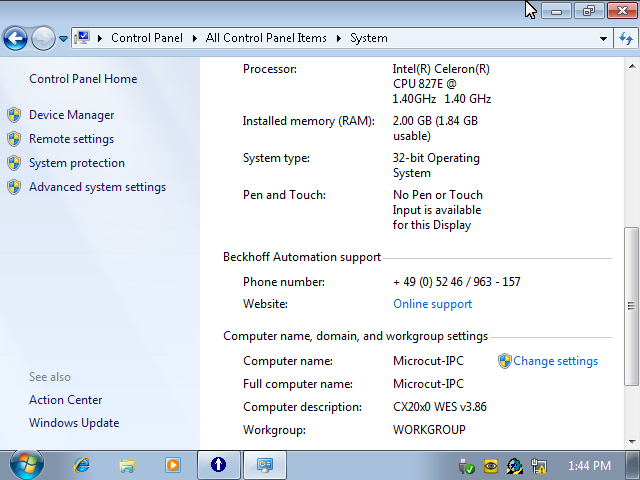 Control Panel All Control Panel Items System
Control Panel Home
Device Manager
Remote settings
System protection
Advanced system settings
See also
Action Center
Windows Update
Processor: Intel(R) Celeron(R)
CPU 827E @
1.40GHz 1.40 GHz
Installed memory (RAM): 2.00 GB (1.84 GB
usable)
System type: 32-bit Operating
System
Pen and Touch: No Pen or Touch
Input is available
for this Display
Beckhoff Automation support
Phone number: + 49 (0) 52 46 / 963 - 157
Website: Online support
Computer name, domain, and workgroup settings
Computer name: Microcut-IPC Change settings
Full computer name: Microcut-IPC
Computer description: CX20x0 WES v3.86
Workgroup: WORKGROUP
1:44 PM